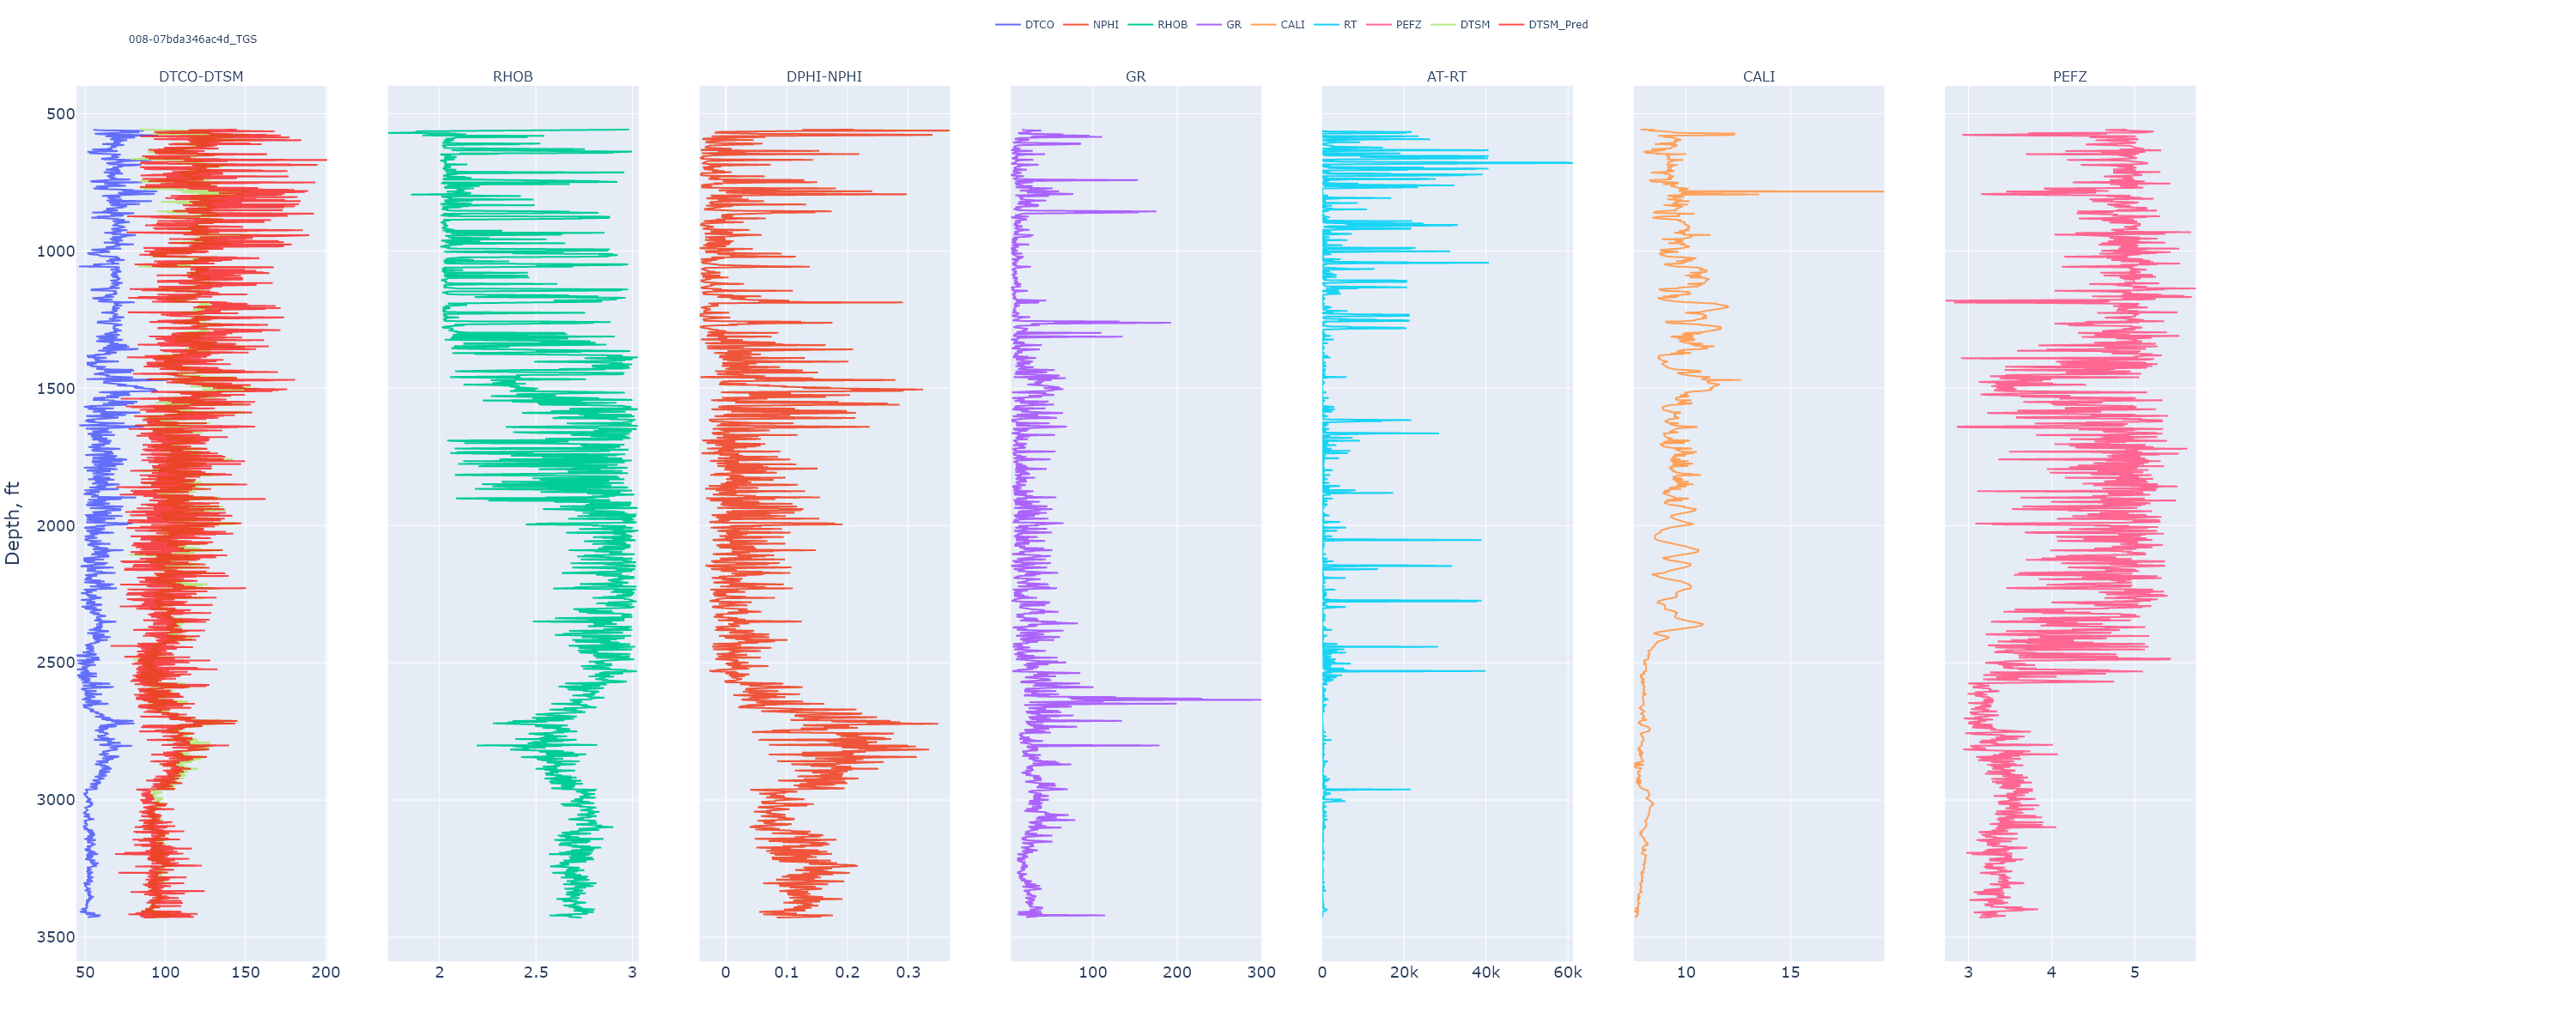 DTCO NPHI RHOB GR CALI RT PEFZ DTSM DTSM_Pred
008-07bda346ac4d_TGS
DTCO-DTSM RHOB DPHI-NPHI GR AT-RT CALI PEFZ
Depth, ft
500
1000
1500
2000
2500
3000
3500
50 100 150 200 2 2.5 3 0 0.1 0.2 0.3 100 200 300 0 20k 40k 60k 10 15 3 4 5